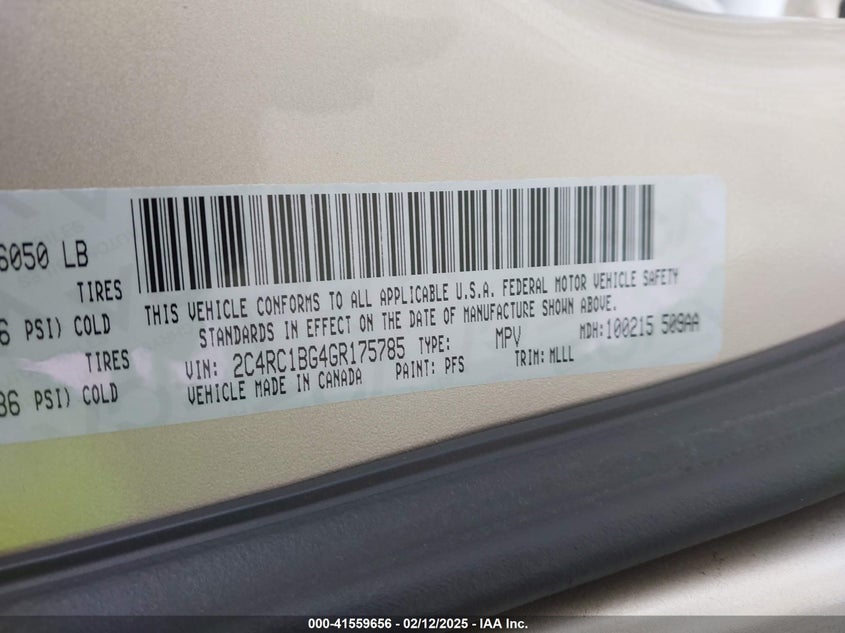 6050 LB
TIRES
6 PSI) COLD
TIRES
36 PSI) COLD
THIS VEHICLE CONFORMS TO ALL APPLICABLE U.S.A. FEDERAL MOTOR VEHICLE SAFETY
STANDARDS IN EFFECT ON THE DATE OF MANUFACTURE SHOWN ABOVE.
VIN: 2C4RC1BG4GR175785 TYPE: MPV MDH:100215 509AA
VEHICLE MADE IN CANADA PAINT: PFS TRIM: MLLL
000-41559656 - 02/12/2025 - IAA Inc.